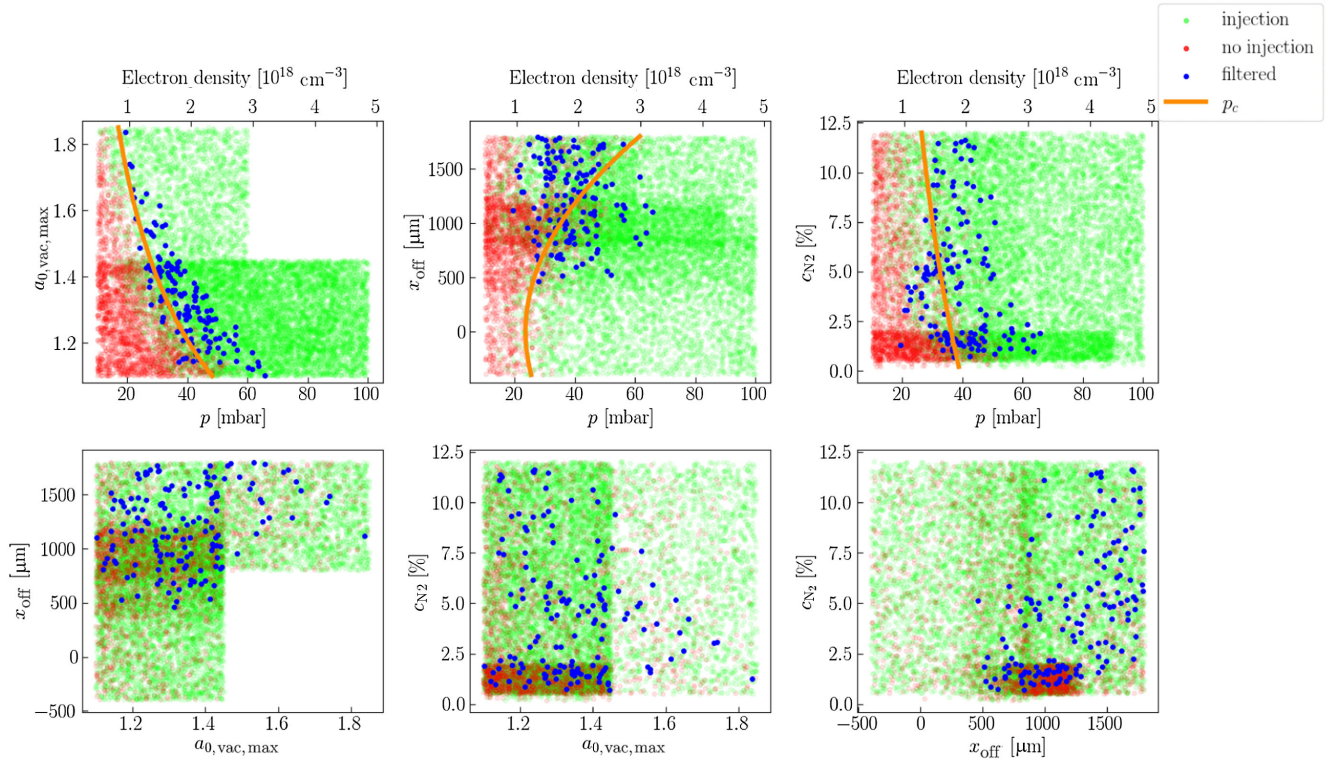 injection
no injection
filtered
p_c
Electron density [10^18 cm^−3]
1 2 3 4 5
a_0,vac,max
1.8
1.6
1.4
1.2
20 40 60 80 100
p [mbar]
Electron density [10^18 cm^−3]
1 2 3 4 5
x_off [µm]
1500
1000
500
0
20 40 60 80 100
p [mbar]
Electron density [10^18 cm^−3]
1 2 3 4 5
c_N2 [%]
12.5
10.0
7.5
5.0
2.5
0.0
20 40 60 80 100
p [mbar]
x_off [µm]
1500
1000
500
0
−500
1.2 1.4 1.6 1.8
a_0,vac,max
c_N2 [%]
12.5
10.0
7.5
5.0
2.5
0.0
1.2 1.4 1.6 1.8
a_0,vac,max
c_N2 [%]
12.5
10.0
7.5
5.0
2.5
0.0
−500 0 500 1000 1500
x_off [µm]